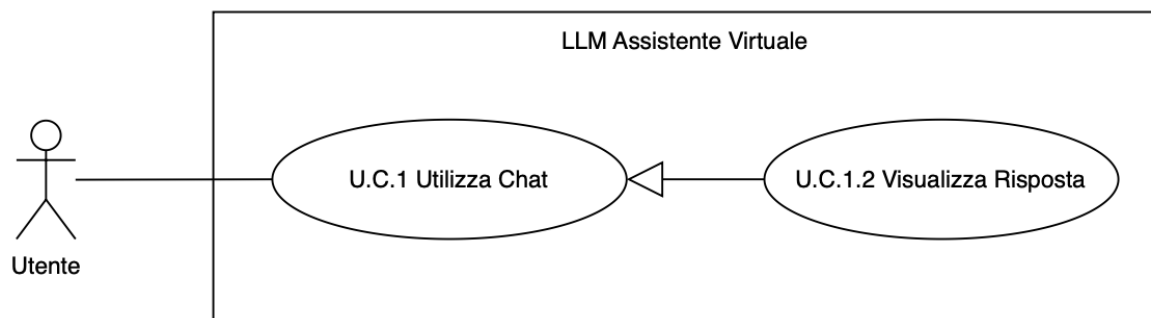 LLM Assistente Virtuale
U.C.1 Utilizza Chat
U.C.1.2 Visualizza Risposta
Utente